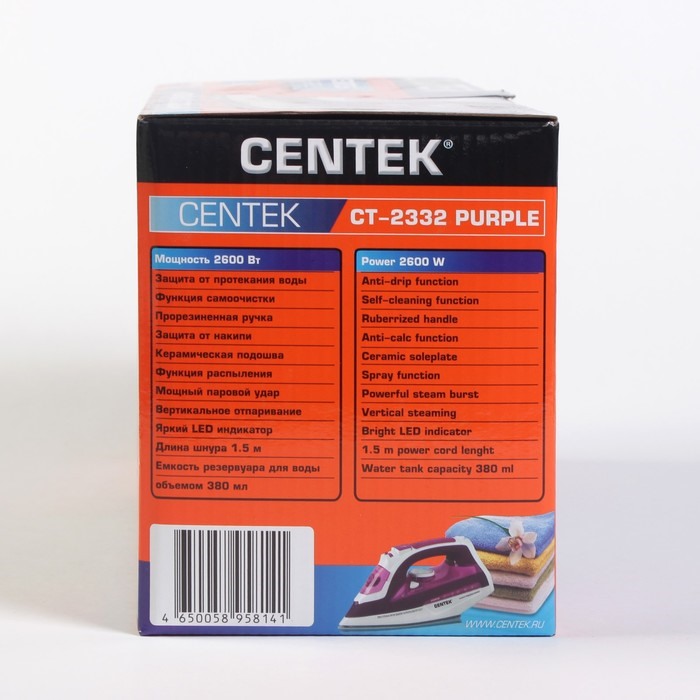 CENTEK®
CENTEK
CT-2332 PURPLE
Мощность 2600 Вт
Защита от протекания воды
Функция самоочистки
Прорезиненная ручка
Защита от накипи
Керамическая подошва
Функция распыления
Мощный паровой удар
Вертикальное отпаривание
Яркий LED индикатор
Длина шнура 1.5 м
Емкость резервуара для воды
объемом 380 мл
Power 2600 W
Anti-drip function
Self-cleaning function
Ruberrized handle
Anti-calc function
Ceramic soleplate
Spray function
Powerful steam burst
Vertical steaming
Bright LED indicator
1.5 m power cord lenght
Water tank capacity 380 ml
4 650058 958141
CENTEK
WWW.CENTEK.RU